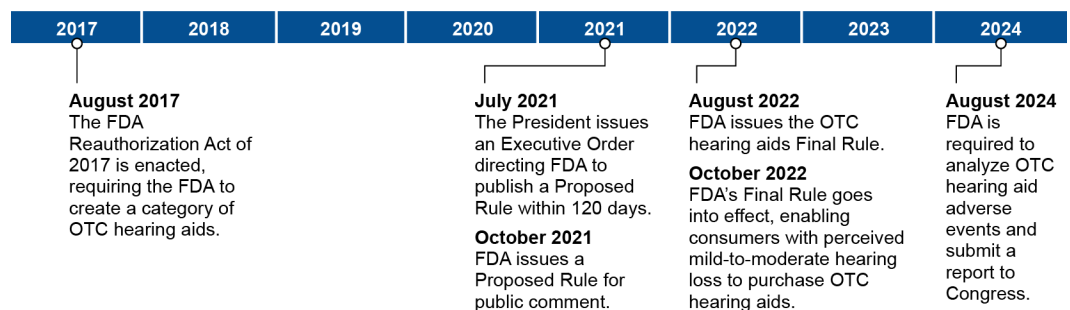 2017 2018 2019 2020 2021 2022 2023 2024
August 2017
The FDA
Reauthorization Act of
2017 is enacted,
requiring the FDA to
create a category of
OTC hearing aids.
July 2021
The President issues
an Executive Order
directing FDA to
publish a Proposed
Rule within 120 days.
October 2021
FDA issues a
Proposed Rule for
public comment.
August 2022
FDA issues the OTC
hearing aids Final Rule.
October 2022
FDA’s Final Rule goes
into effect, enabling
consumers with perceived
mild-to-moderate hearing
loss to purchase OTC
hearing aids.
August 2024
FDA is
required to
analyze OTC
hearing aid
adverse
events and
submit a
report to
Congress.